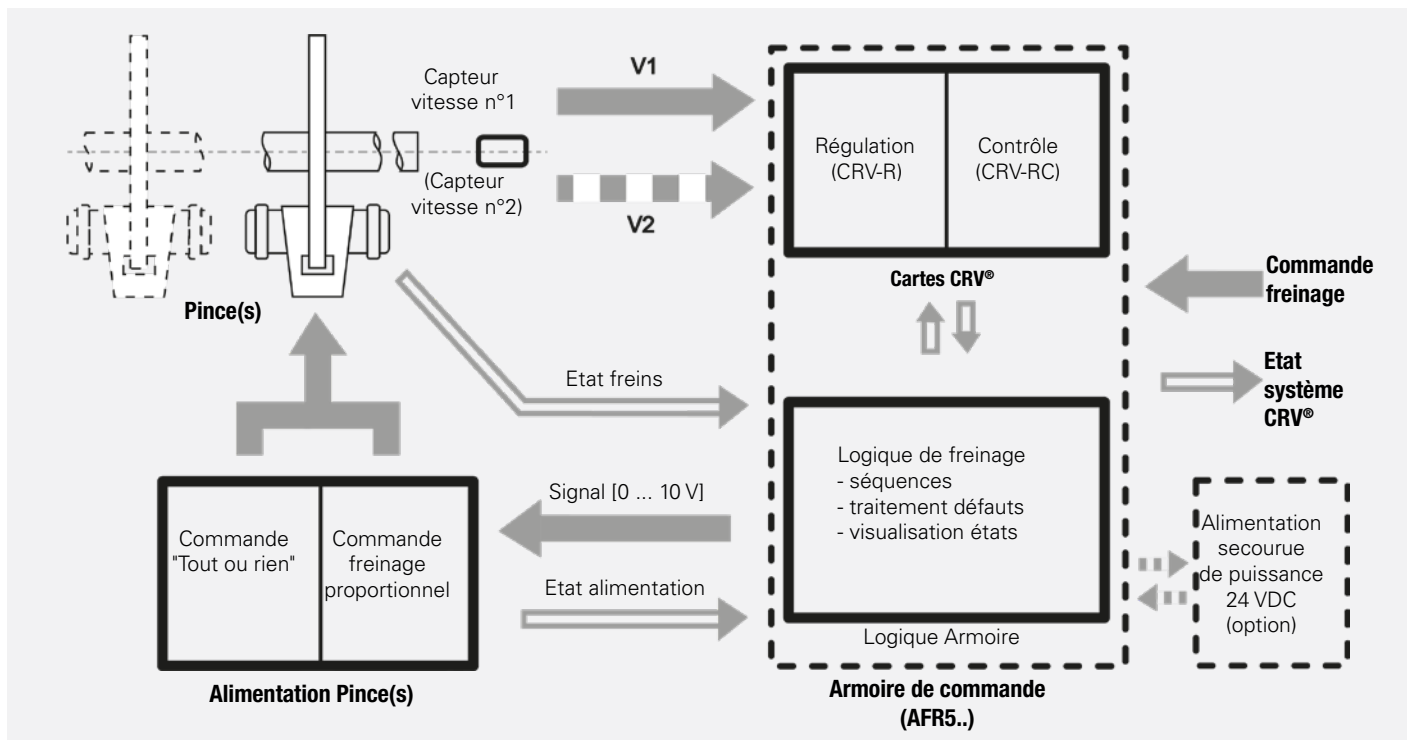 Capteur
vitesse n°1
V1
(Capteur
vitesse n°2)
V2
Pince(s)
Régulation
(CRV-R)
Contrôle
(CRV-RC)
Cartes CRV®
Commande
freinage
Etat freins
Etat
système
CRV®
Logique de freinage
- séquences
- traitement défauts
- visualisation états
Signal [0 ... 10 V]
Commande
"Tout ou rien"
Commande
freinage
proportionnel
Etat alimentation
Alimentation
secourue
de puissance
24 VDC
(option)
Logique Armoire
Alimentation Pince(s)
Armoire de commande
(AFR5..)